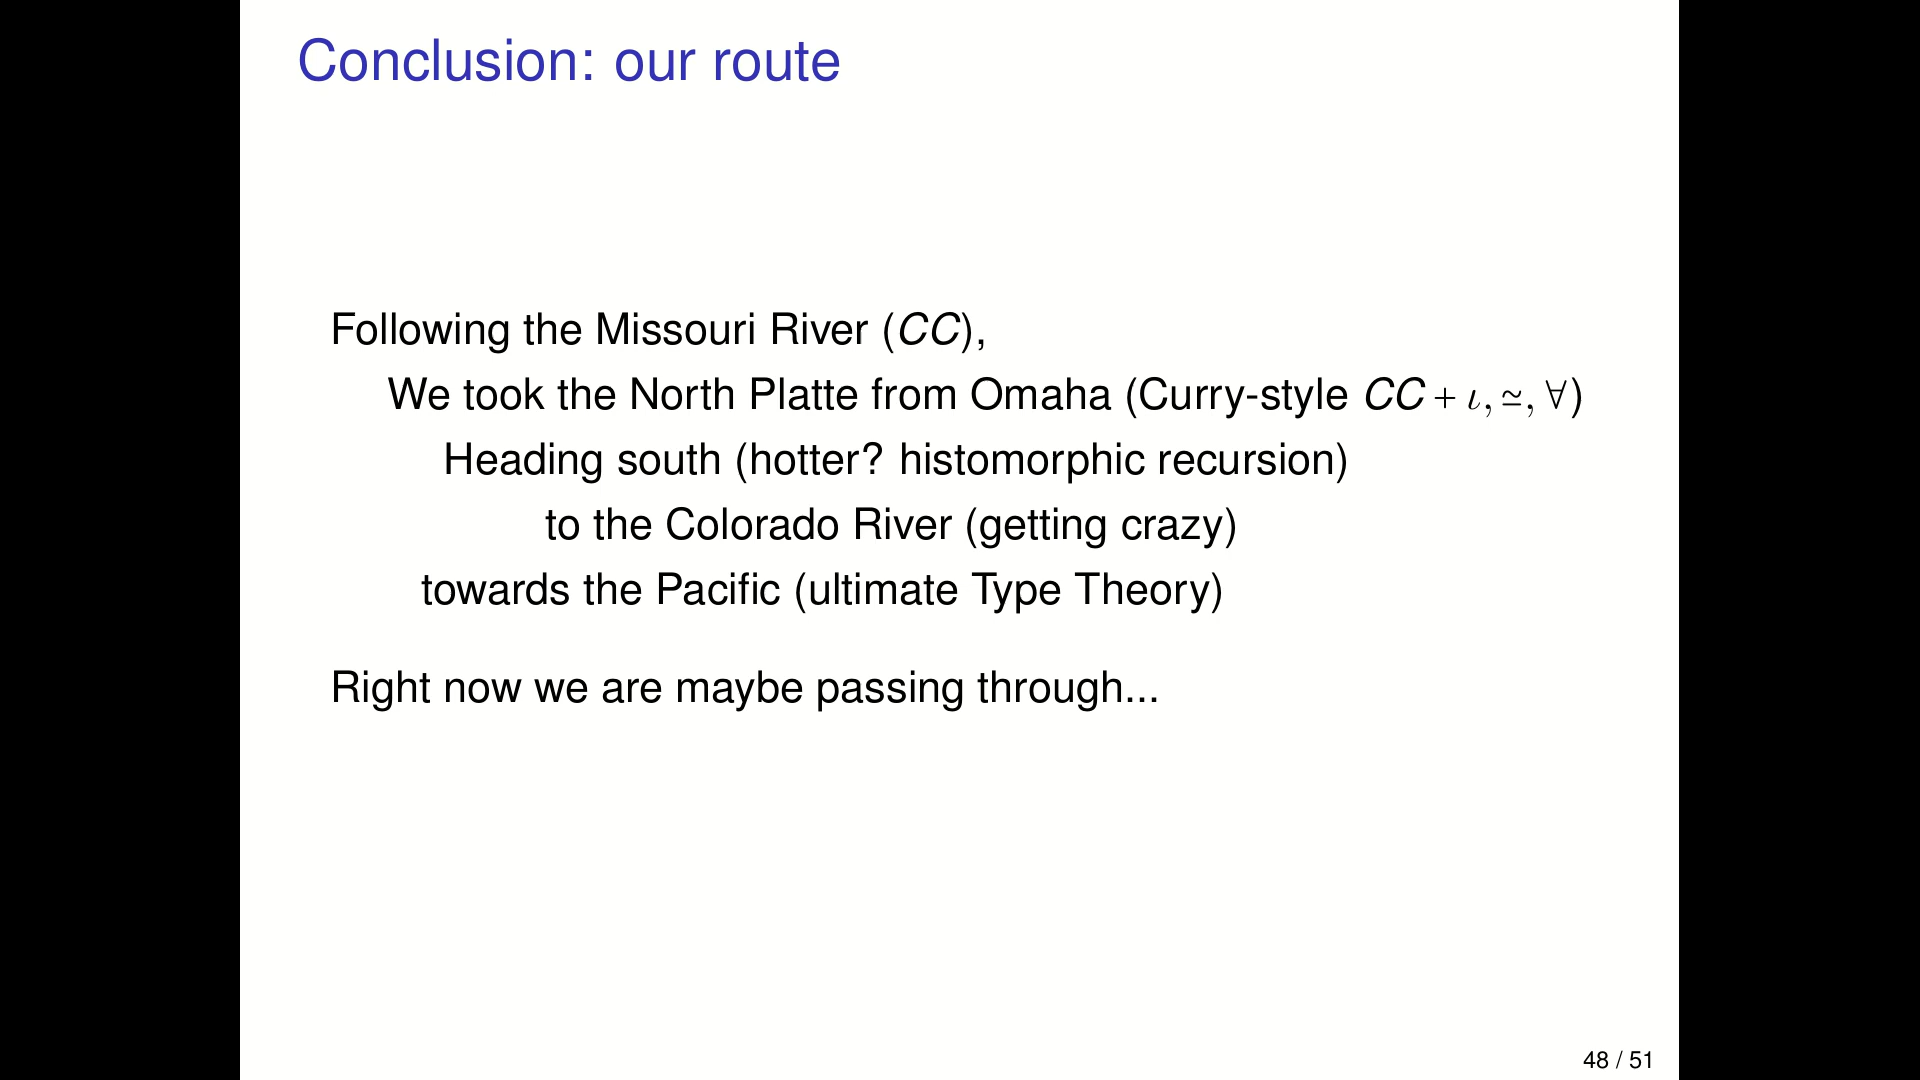 Conclusion: our route
Following the Missouri River (CC),
We took the North Platte from Omaha (Curry-style CC + ι, ≃, ∀)
Heading south (hotter? histomorphic recursion)
to the Colorado River (getting crazy)
towards the Pacific (ultimate Type Theory)
Right now we are maybe passing through...
48 / 51